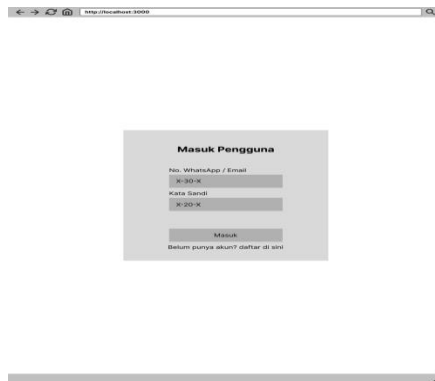 http://localhost:3000
Masuk Pengguna
No. WhatsApp / Email
X-30-X
Kata Sandi
X-20-X
Masuk
Belum punya akun? daftar di sini